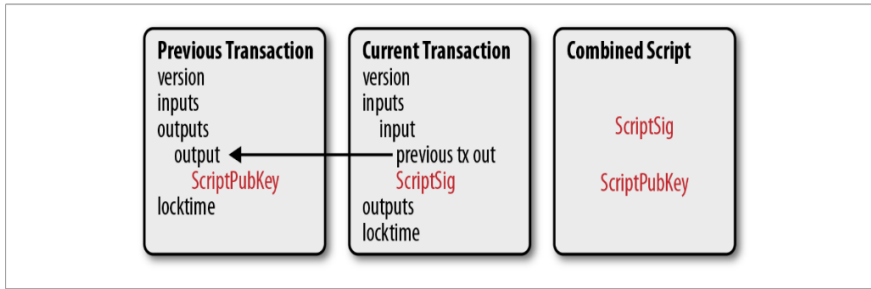 Previous Transaction
version
inputs
outputs
output
ScriptPubKey
locktime
Current Transaction
version
inputs
input
previous tx out
ScriptSig
outputs
locktime
Combined Script
ScriptSig
ScriptPubKey